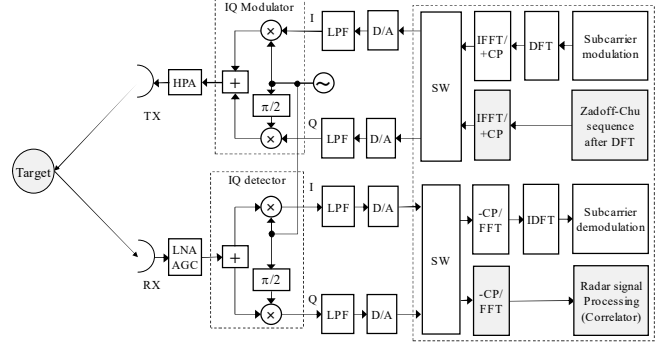 IQ Modulator
I
LPF
D/A
IFFT/
+CP
DFT
Subcarrier
modulation
HPA
TX
+
×
π/2
×
~
SW
Q
LPF
D/A
IFFT/
+CP
Zadoff-Chu
sequence
after DFT
Target
IQ detector
I
LPF
D/A
-CP/
FFT
IDFT
Subcarrier
demodulation
LNA
AGC
RX
+
×
π/2
×
SW
Q
LPF
D/A
-CP/
FFT
Radar signal
Processing
(Correlator)